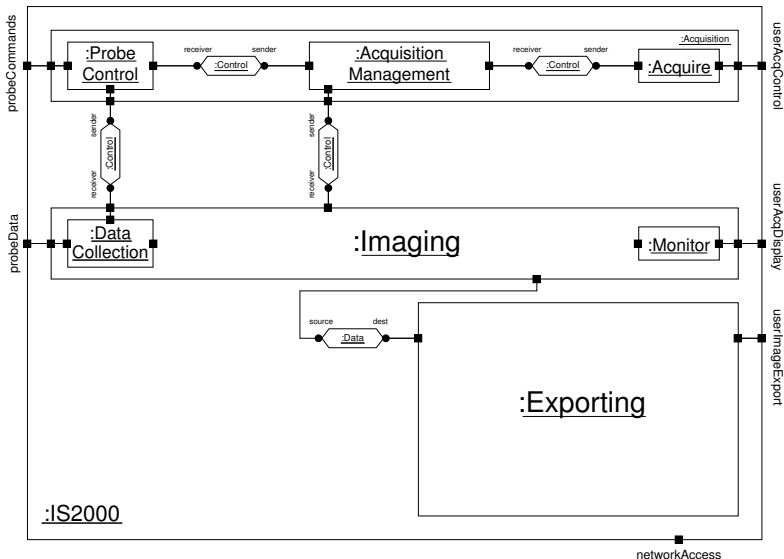 :Acquisition
probeCommands
:Probe
Control
receiver
sender
:Control
:Acquisition
Management
receiver
sender
:Control
:Acquire
userAcqControl
sender
:Control
receiver
sender
:Control
receiver
probeData
:Data
Collection
:Imaging
:Monitor
userAcqDisplay
source
dest
:Data
:Exporting
userImageExport
:IS2000
networkAccess